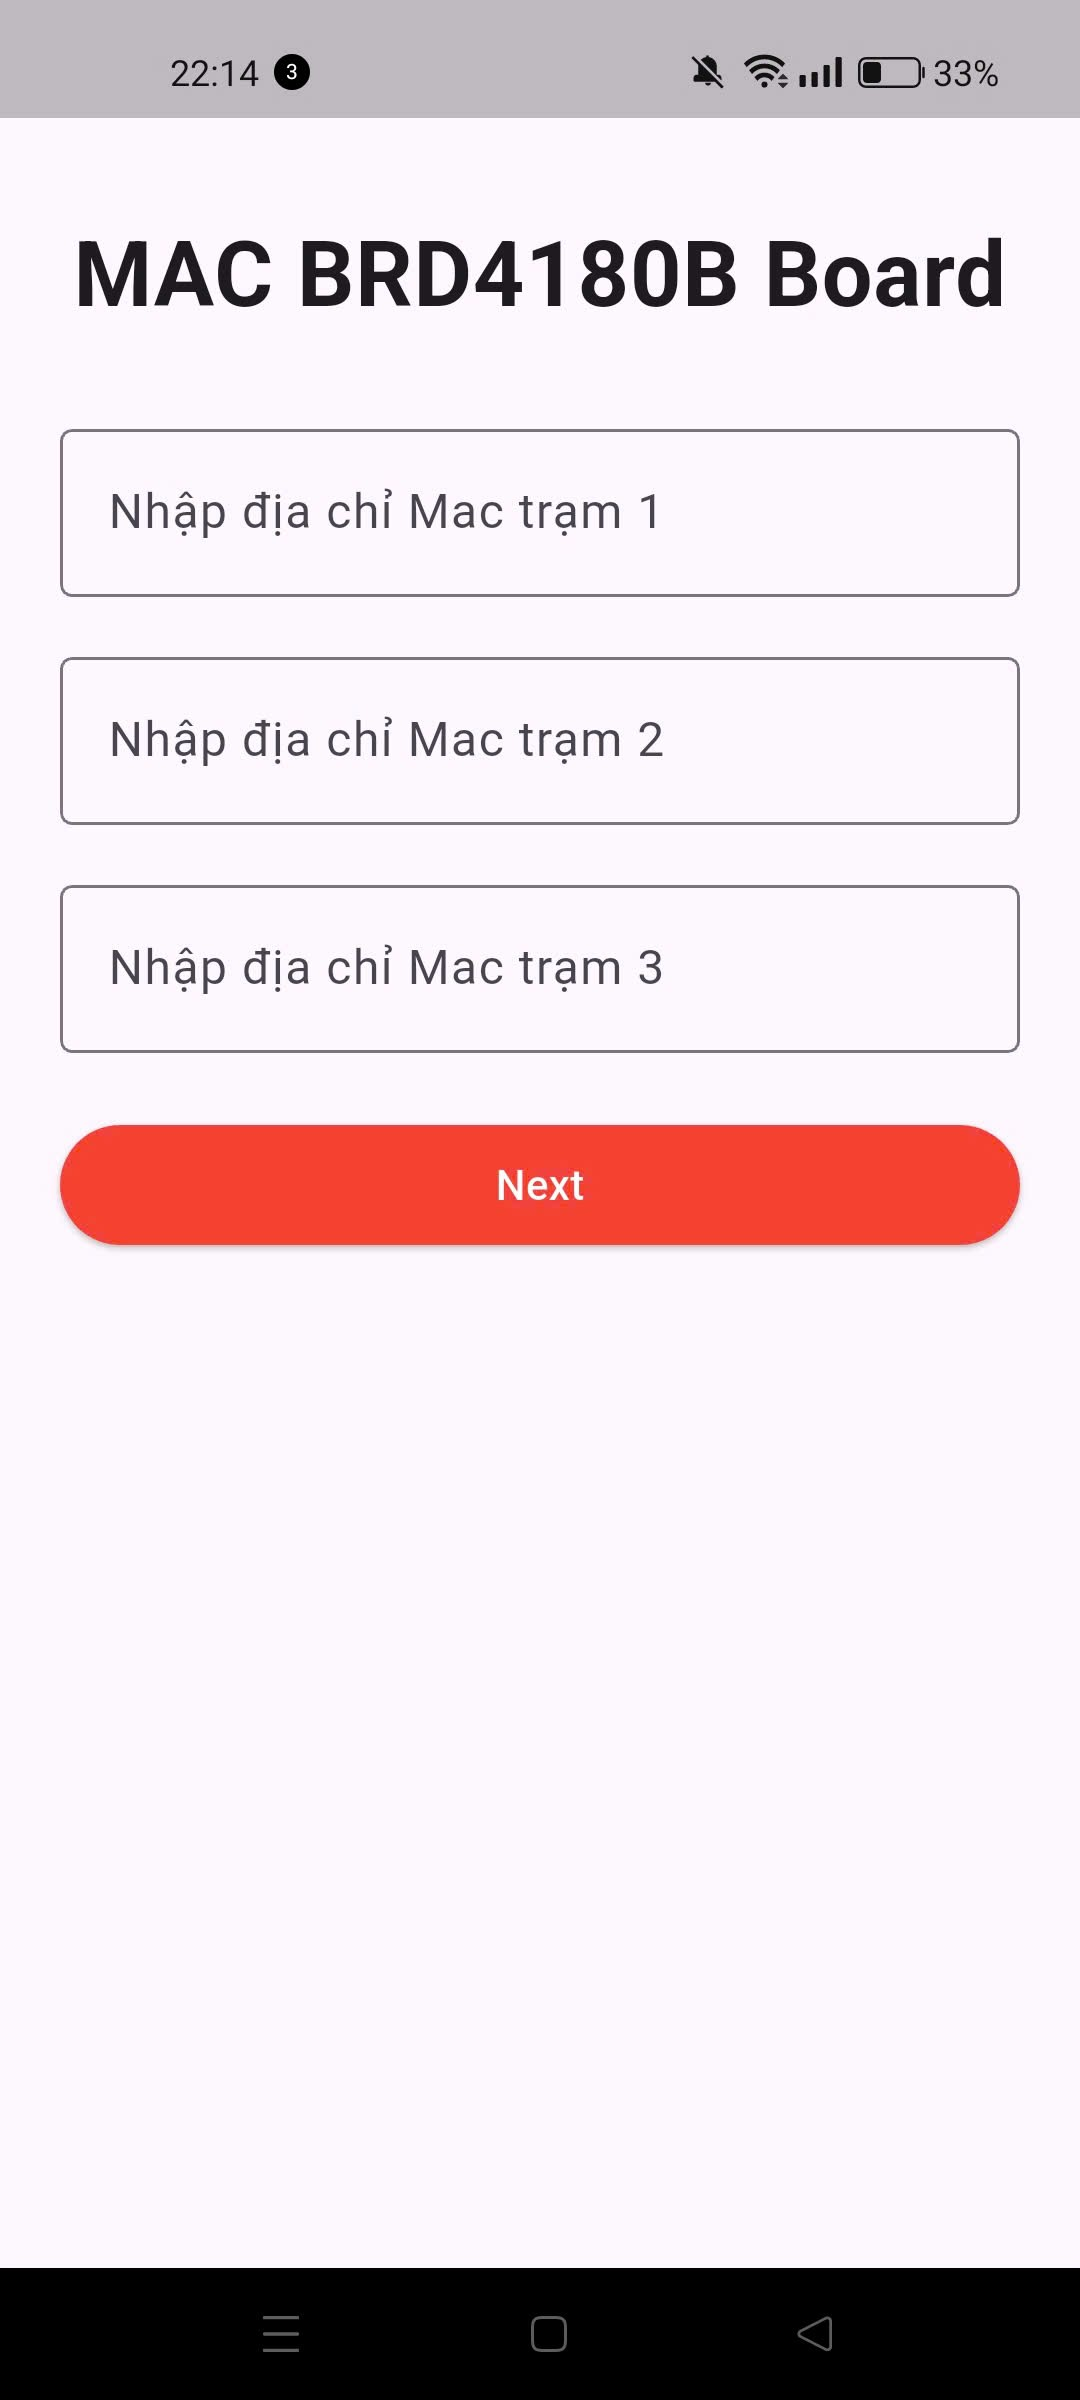 22:14 3 33%
MAC BRD4180B Board
Nhập địa chỉ Mac trạm 1
Nhập địa chỉ Mac trạm 2
Nhập địa chỉ Mac trạm 3
Next